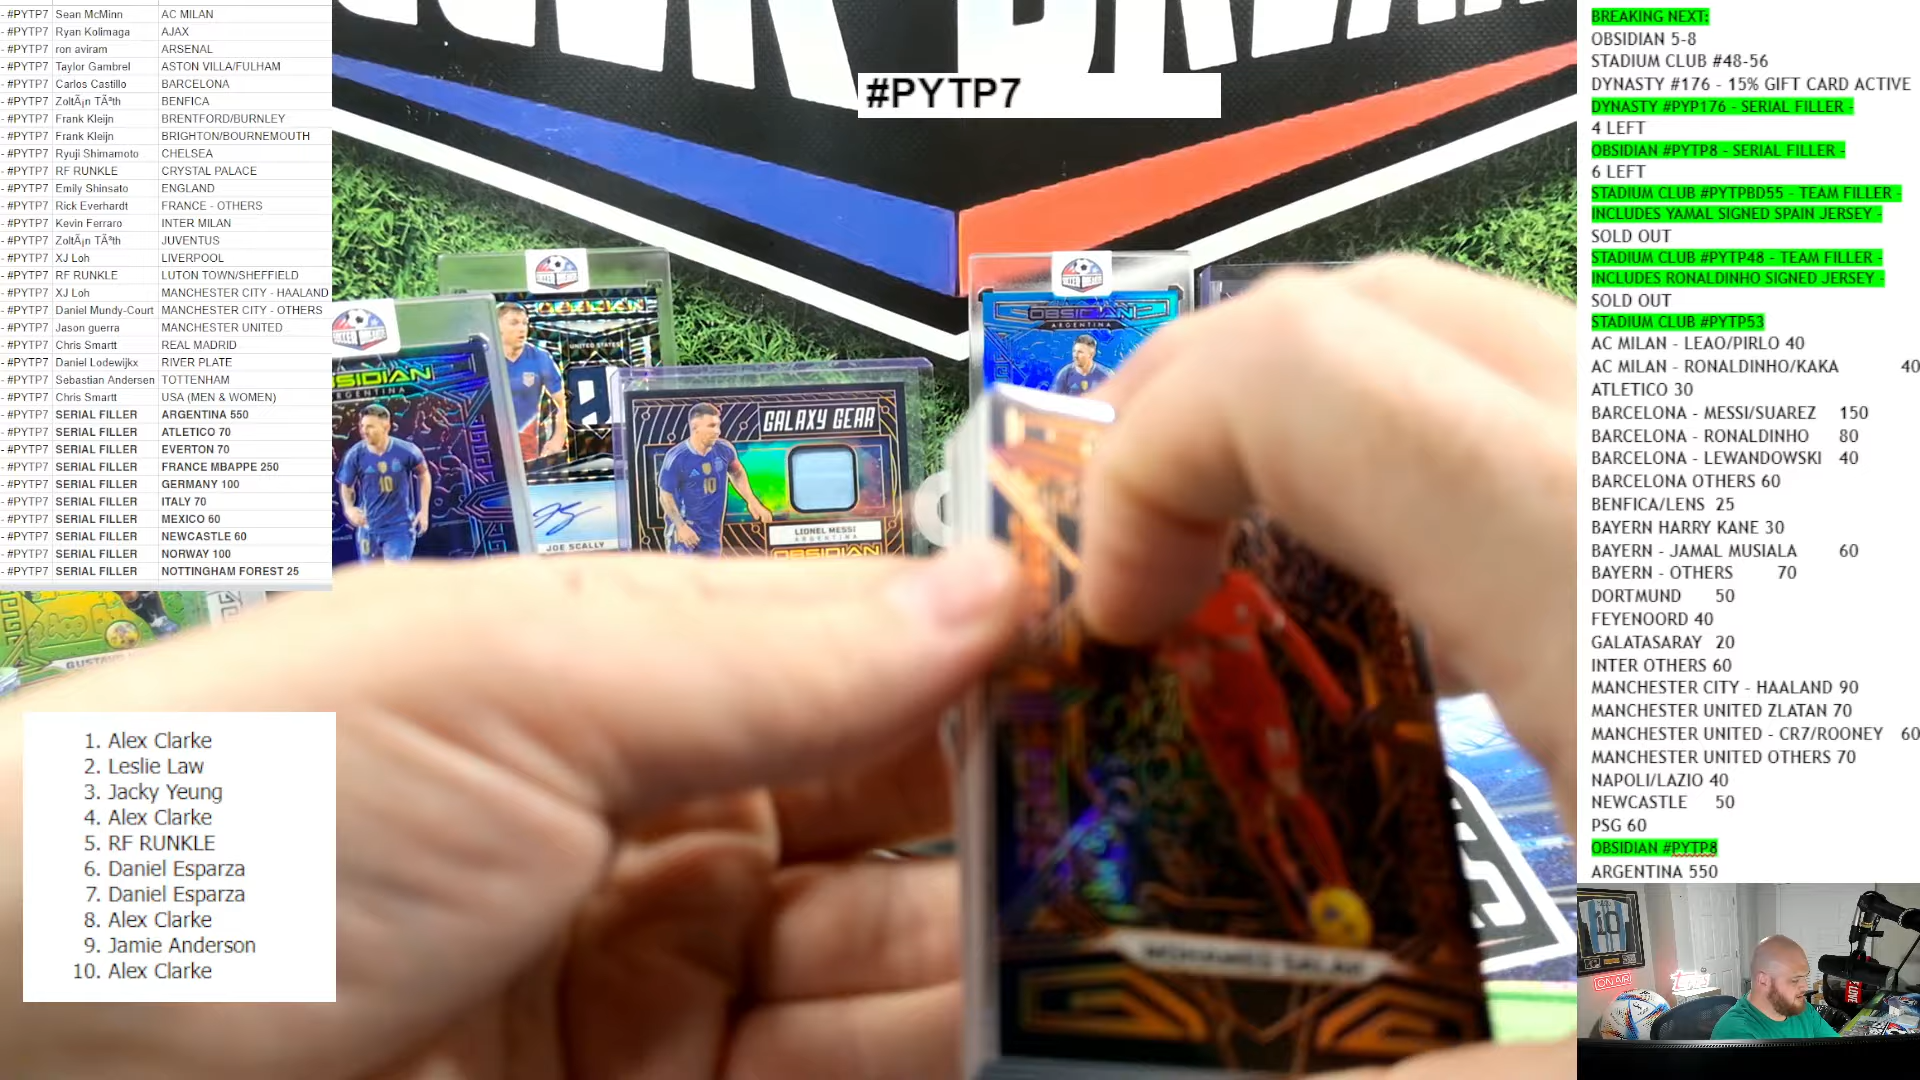 - #PYTP7 Sean McMinn AC MILAN
- #PYTP7 Ryan Kolimaga AJAX
- #PYTP7 ron aviram ARSENAL
- #PYTP7 Taylor Gambrel ASTON VILLA/FULHAM
- #PYTP7 Carlos Castillo BARCELONA
- #PYTP7 ZoltÃ¡n TÃ³th BENFICA
- #PYTP7 Frank Kleijn BRENTFORD/BURNLEY
- #PYTP7 Frank Kleijn BRIGHTON/BOURNEMOUTH
- #PYTP7 Ryuji Shimamoto CHELSEA
- #PYTP7 RF RUNKLE CRYSTAL PALACE
- #PYTP7 Emily Shinsato ENGLAND
- #PYTP7 Rick Everhardt FRANCE - OTHERS
- #PYTP7 Kevin Ferraro INTER MILAN
- #PYTP7 ZoltÃ¡n TÃ³th JUVENTUS
- #PYTP7 XJ Loh LIVERPOOL
- #PYTP7 RF RUNKLE LUTON TOWN/SHEFFIELD
- #PYTP7 XJ Loh MANCHESTER CITY - HAALAND
- #PYTP7 Daniel Mundy-Court MANCHESTER CITY - OTHERS
- #PYTP7 Jason guerra MANCHESTER UNITED
- #PYTP7 Chris Smartt REAL MADRID
- #PYTP7 Daniel Lodewijkx RIVER PLATE
- #PYTP7 Sebastian Andersen TOTTENHAM
- #PYTP7 Chris Smartt USA (MEN & WOMEN)
- #PYTP7 SERIAL FILLER ARGENTINA 550
- #PYTP7 SERIAL FILLER ATLETICO 70
- #PYTP7 SERIAL FILLER EVERTON 70
- #PYTP7 SERIAL FILLER FRANCE MBAPPE 250
- #PYTP7 SERIAL FILLER GERMANY 100
- #PYTP7 SERIAL FILLER ITALY 70
- #PYTP7 SERIAL FILLER MEXICO 60
- #PYTP7 SERIAL FILLER NEWCASTLE 60
- #PYTP7 SERIAL FILLER NORWAY 100
- #PYTP7 SERIAL FILLER NOTTINGHAM FOREST 25
#PYTP7
OBSIDIAN
ARGENTINA
10
UNITED STATES
JOE SCALLY
GALAXY GEAR
10
LIONEL MESSI
ARGENTINA
OBSIDIAN
OBSIDIAN
ARGENTINA
MOHAMED SALAH
1. Alex Clarke
2. Leslie Law
3. Jacky Yeung
4. Alex Clarke
5. RF RUNKLE
6. Daniel Esparza
7. Daniel Esparza
8. Alex Clarke
9. Jamie Anderson
10. Alex Clarke
BREAKING NEXT:
OBSIDIAN 5-8
STADIUM CLUB #48-56
DYNASTY #176 - 15% GIFT CARD ACTIVE
DYNASTY #PYP176 - SERIAL FILLER -
4 LEFT
OBSIDIAN #PYTP8 - SERIAL FILLER -
6 LEFT
STADIUM CLUB #PYTPBD55 - TEAM FILLER -
INCLUDES YAMAL SIGNED SPAIN JERSEY -
SOLD OUT
STADIUM CLUB #PYTP48 - TEAM FILLER -
INCLUDES RONALDINHO SIGNED JERSEY -
SOLD OUT
STADIUM CLUB #PYTP53
AC MILAN - LEAO/PIRLO 40
AC MILAN - RONALDINHO/KAKA 40
ATLETICO 30
BARCELONA - MESSI/SUAREZ 150
BARCELONA - RONALDINHO 80
BARCELONA - LEWANDOWSKI 40
BARCELONA OTHERS 60
BENFICA/LENS 25
BAYERN HARRY KANE 30
BAYERN - JAMAL MUSIALA 60
BAYERN - OTHERS 70
DORTMUND 50
FEYENOORD 40
GALATASARAY 20
INTER OTHERS 60
MANCHESTER CITY - HAALAND 90
MANCHESTER UNITED ZLATAN 70
MANCHESTER UNITED - CR7/ROONEY 60
MANCHESTER UNITED OTHERS 70
NAPOLI/LAZIO 40
NEWCASTLE 50
PSG 60
OBSIDIAN #PYTP8
ARGENTINA 550
10
ON AIR